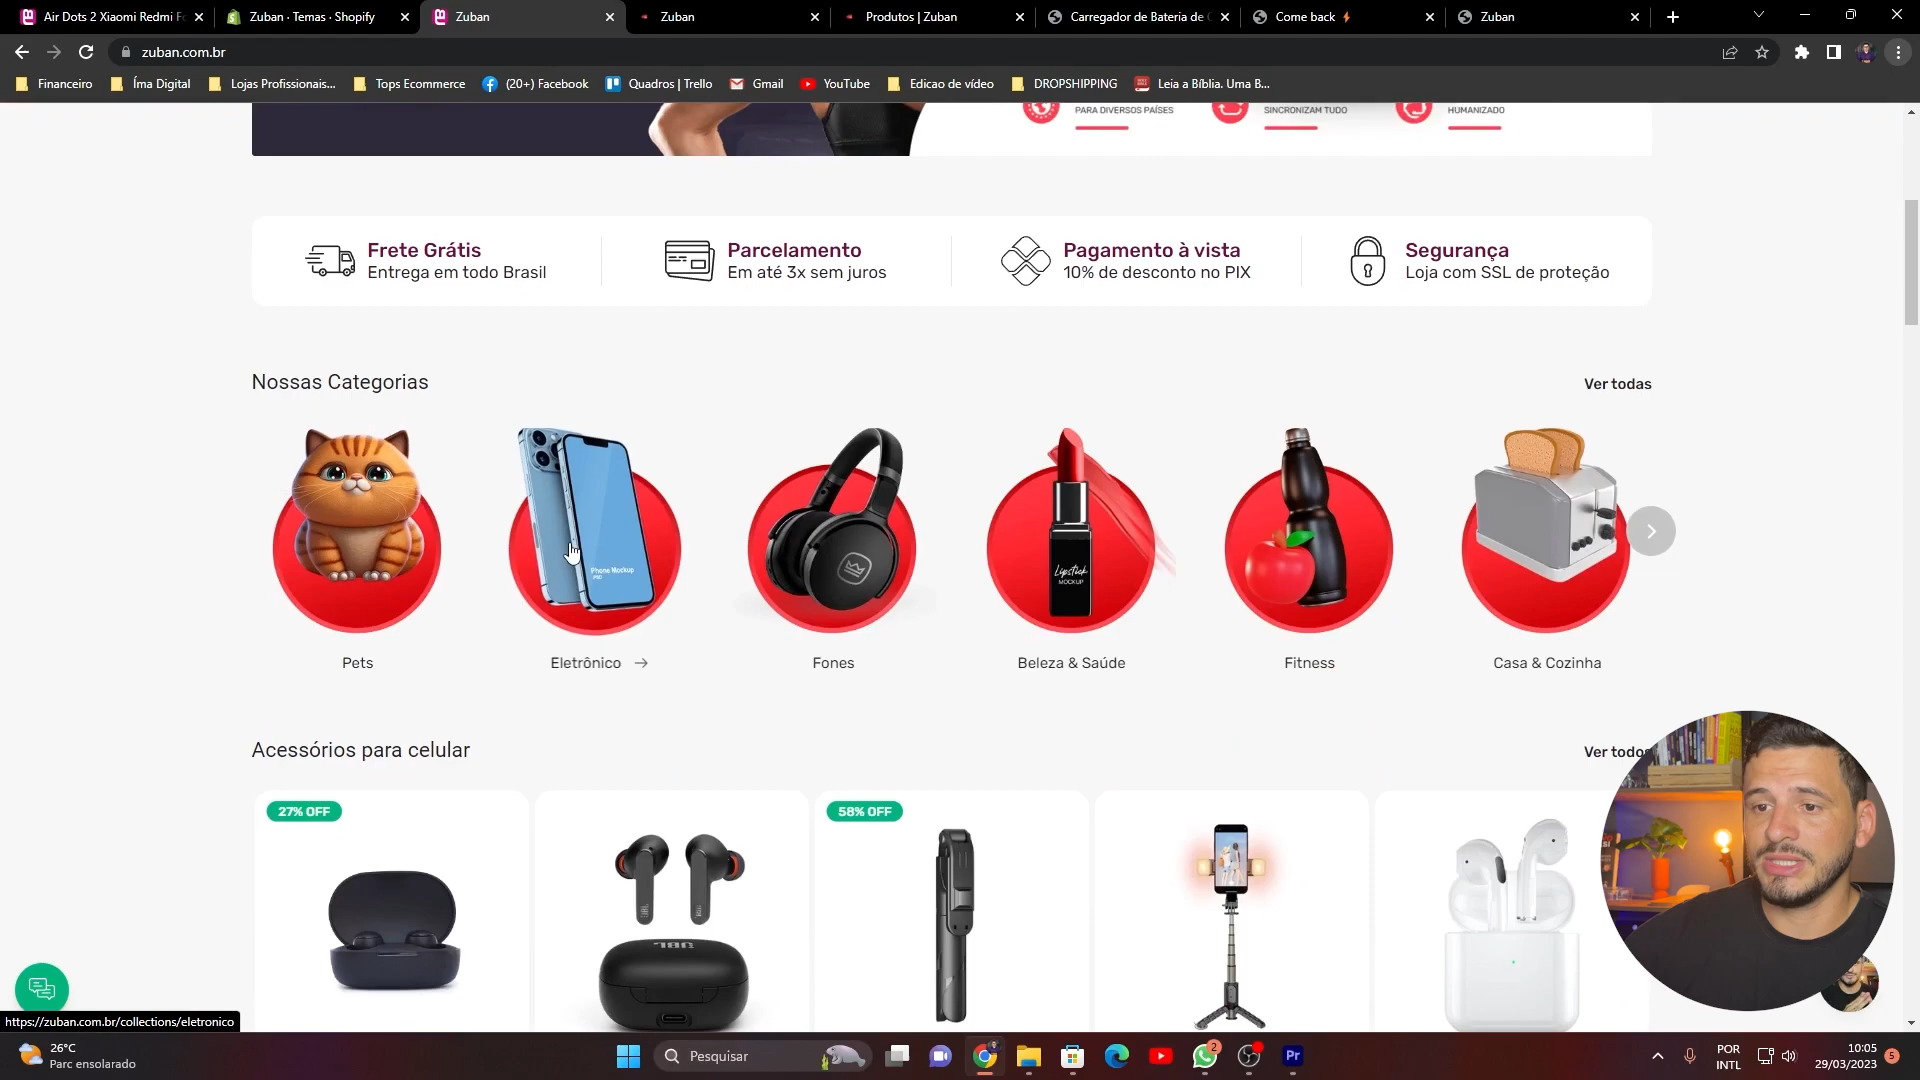 Air Dots 2 Xiaomi Redmi F
Zuban · Temas · Shopify
Zuban
Zuban
Produtos | Zuban
Carregador de Bateria de C
Come back
Zuban
zuban.com.br
Financeiro
Íma Digital
Lojas Profissionais...
Tops Ecommerce
(20+) Facebook
Quadros | Trello
Gmail
YouTube
Edicao de vídeo
DROPSHIPPING
Leia a Bíblia. Uma B...
PARA DIVERSOS PAÍSES
SINCRONIZAM TUDO
HUMANIZADO
Frete Grátis
Entrega em todo Brasil
Parcelamento
Em até 3x sem juros
Pagamento à vista
10% de desconto no PIX
Segurança
Loja com SSL de proteção
Nossas Categorias
Ver todas
Phone Mockup
Lipstick
MOCKUP
Pets
Eletrônico →
Fones
Beleza & Saúde
Fitness
Casa & Cozinha
Acessórios para celular
Ver todos
27% OFF
58% OFF
JBL
https://zuban.com.br/collections/eletronico
26°C
Parc ensolarado
Pesquisar
2
Pr
POR
INTL
10:05
29/03/2023
5